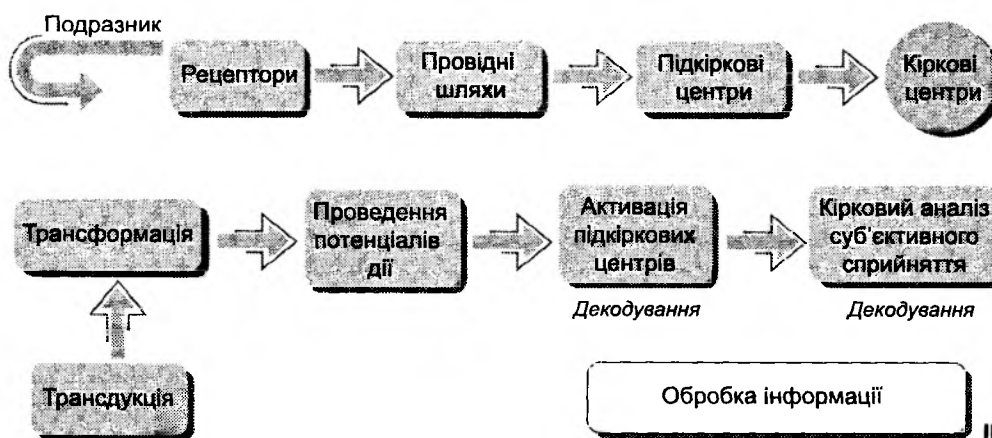 Подразник
Рецептори
Провідні
шляхи
Підкіркові
центри
Кіркові
центри
Трансформація
Проведення
потенціалів
дії
Активація
підкіркових
центрів
Кірковий аналіз
суб'єктивного
сприйняття
Декодування
Декодування
Трансдукція
Обробка інформації